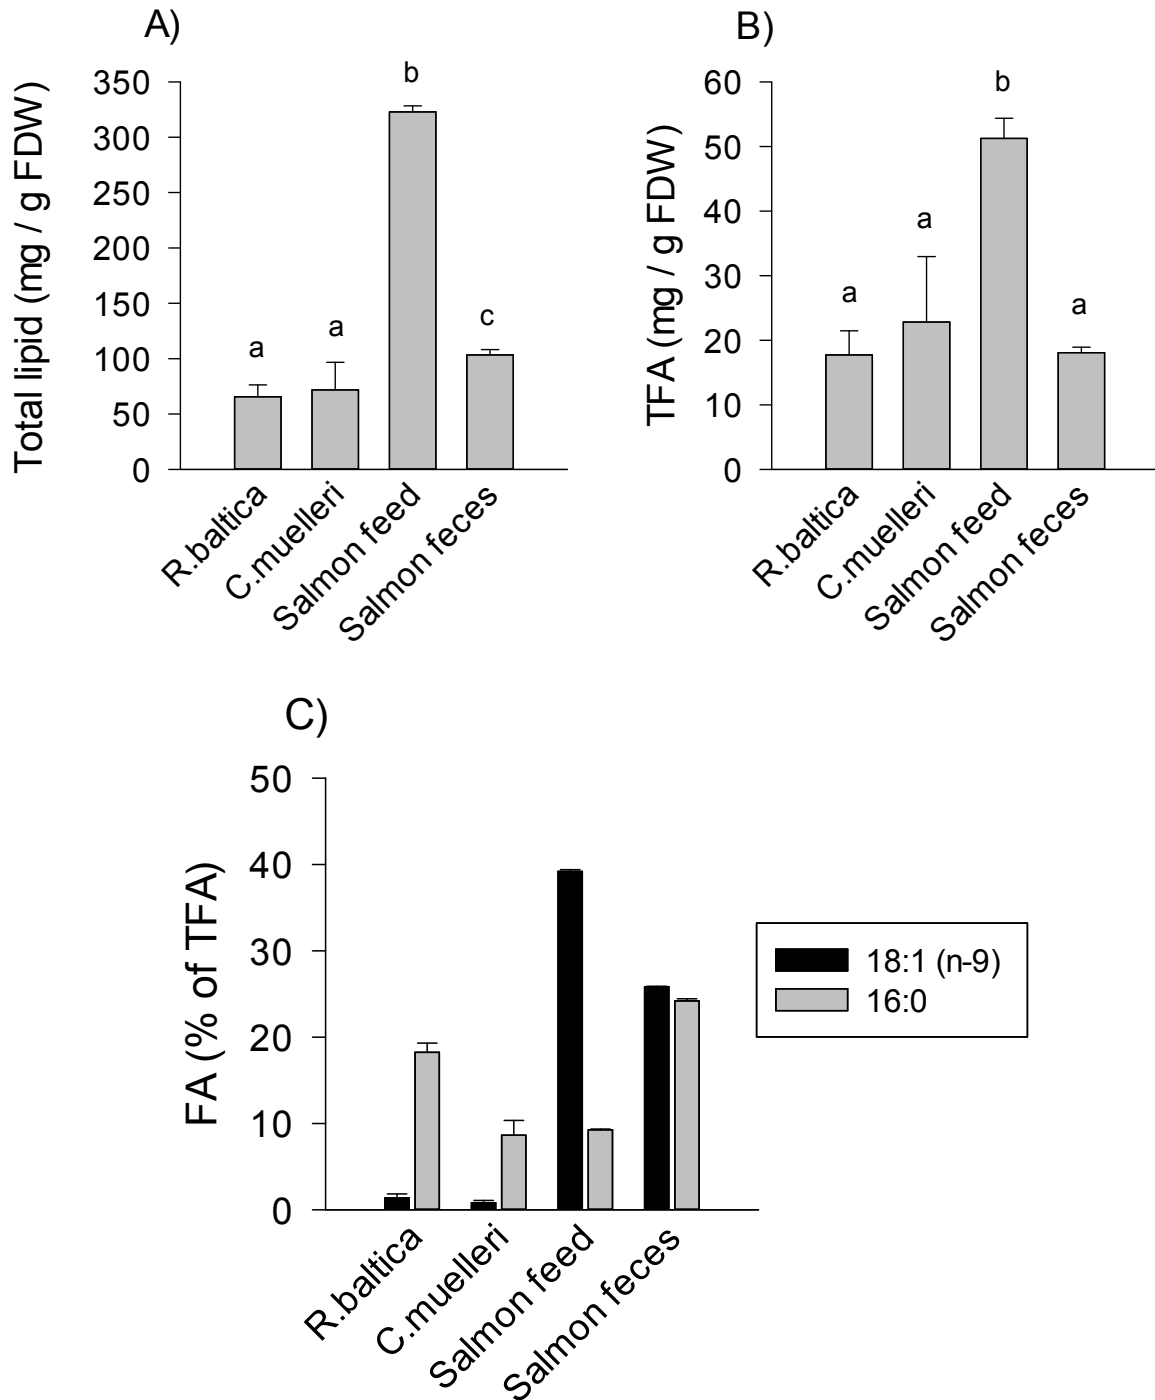 A)
Total lipid (mg / g FDW)
350
300
250
200
150
100
50
0
a
a
b
c
R.baltica
C.muelleri
Salmon feed
Salmon feces
B)
TFA (mg / g FDW)
60
50
40
30
20
10
0
a
a
b
a
R.baltica
C.muelleri
Salmon feed
Salmon feces
C)
FA (% of TFA)
50
40
30
20
10
0
R.baltica
C.muelleri
Salmon feed
Salmon feces
18:1 (n-9)
16:0